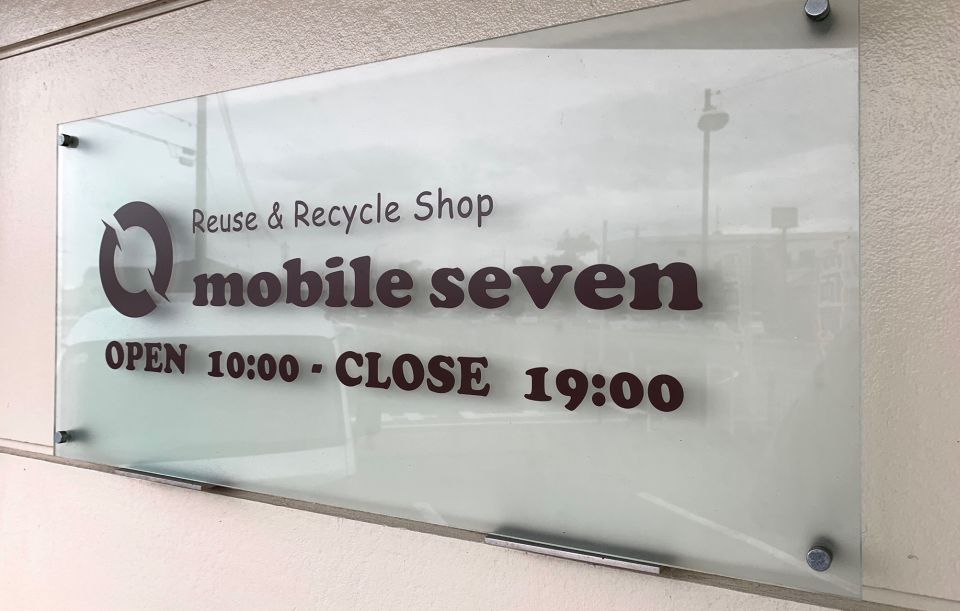 Reuse & Recycle Shop
mobile seven
OPEN 10:00 - CLOSE 19:00